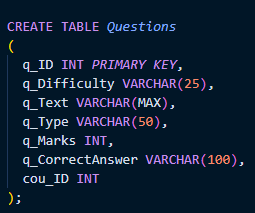 CREATE TABLE Questions
(
  q_ID INT PRIMARY KEY,
  q_Difficulty VARCHAR(25),
  q_Text VARCHAR(MAX),
  q_Type VARCHAR(50),
  q_Marks INT,
  q_CorrectAnswer VARCHAR(100),
  cou_ID INT
);